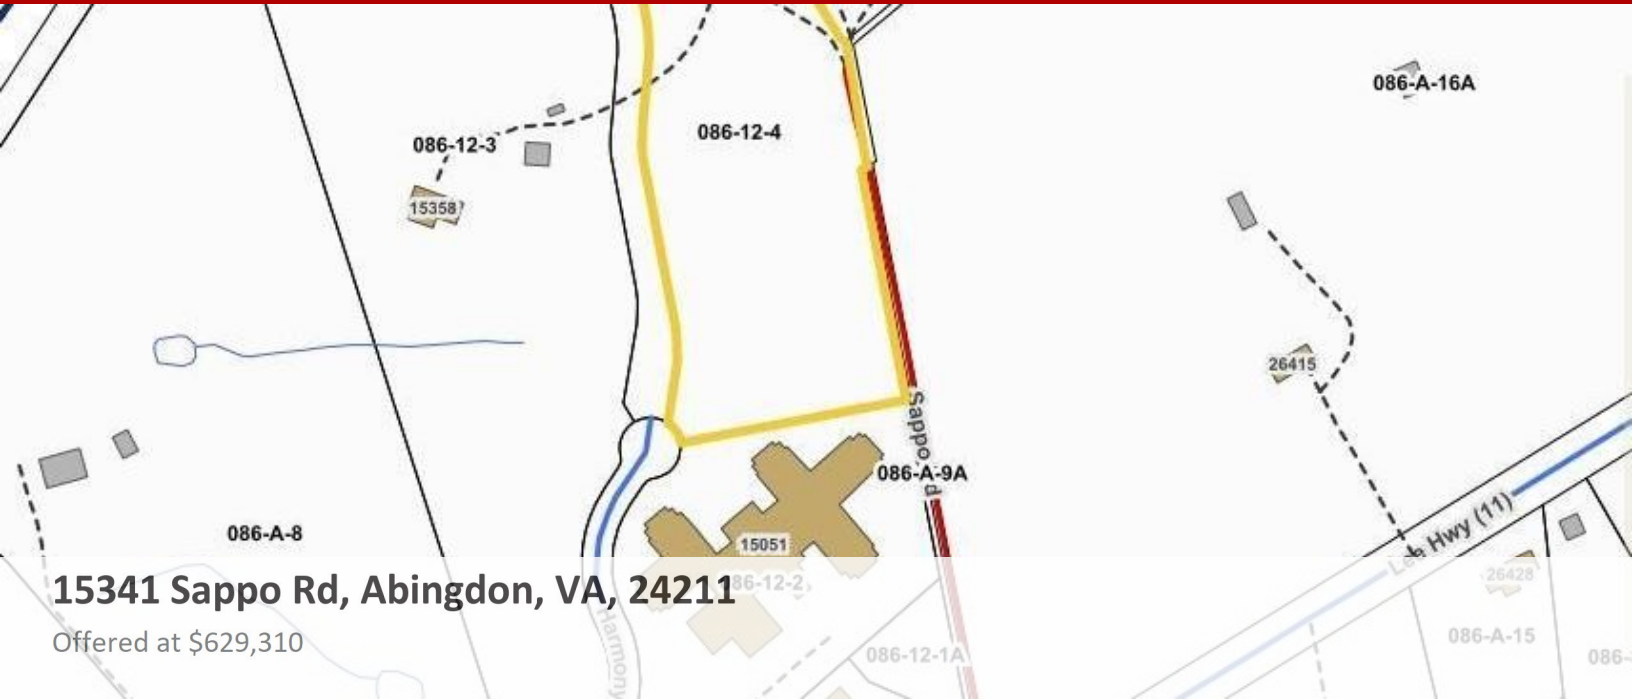 086-A-16A
086-12-4
086-12-3
15358
26415
Sappo Rd
086-A-9A
Lee Hwy (11)
086-A-8
15051
26428
86-12-2
15341 Sappo Rd, Abingdon, VA, 24211
Offered at $629,310
Harmony
086-A-15
086-12-1A
086-